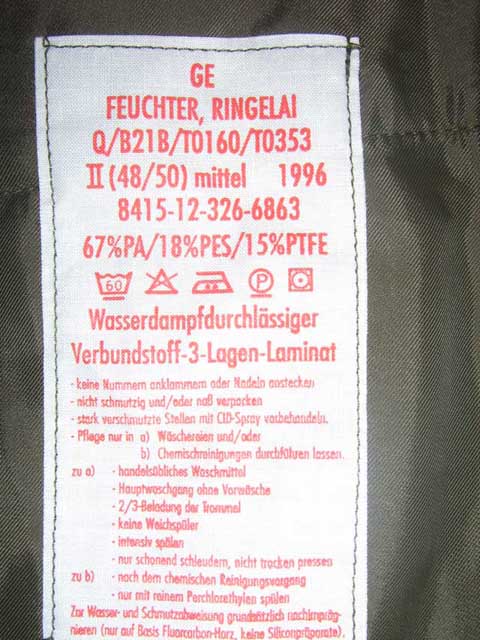 GE
FEUCHTER, RINGELAI
Q/B21B/T0160/T0353
II (48/50) mittel 1996
8415-12-326-6863
67%PA/18%PES/15%PTFE
60 P
Wasserdampfdurchlässiger
Verbundstoff-3-Lagen-Laminat
- keine Nummern anklammern oder Nadeln anstecken
- nicht schmutzig und/oder naß verpacken
- stark verschmutzte Stellen mit CLD-Spray vorbehandeln.
- Pflege nur in a) Wäschereien und/oder
b) Chemischreinigungen durchführen lassen.
zu a) - handelsübliches Waschmittel
- Hauptwaschgang ohne Vorwäsche
- 2/3-Beladung der Trommel
- keine Weichspüler
- intensiv spülen
- nur schonend schleudern, nicht trocken pressen
zu b) - nach dem chemischen Reinigungsvorgang
- nur mit reinem Perchlorethylen spülen
Zur Wasser- und Schmutzabweisung grundsätzlich nachimpräg-
nieren (nur auf Basis Fluorcarbon-Harz, keine Silikonpräparate).